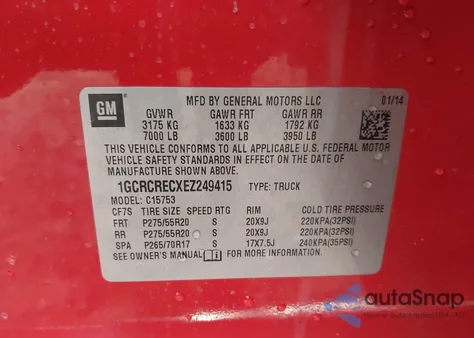 GM
MFD BY GENERAL MOTORS LLC 01/14
GVWR GAWR FRT GAWR RR
3175 KG 1633 KG 1792 KG
7000 LB 3600 LB 3950 LB
THIS VEHICLE CONFORMS TO ALL APPLICABLE U.S. FEDERAL MOTOR
VEHICLE SAFETY STANDARDS IN EFFECT ON THE DATE OF
MANUFACTURE SHOWN ABOVE.
1GCRCRECXEZ249415 TYPE: TRUCK
MODEL: C15753
CF7S TIRE SIZE SPEED RTG RIM COLD TIRE PRESSURE
FRT P275/55R20 S 20X9J 220KPA(32PSI)
RR P275/55R20 S 20X9J 220KPA(32PSI)
SPA P265/70R17 S 17X7.5J 240KPA(35PSI)
SEE OWNER'S MANUAL FOR MORE INFORMATION
autoSnap